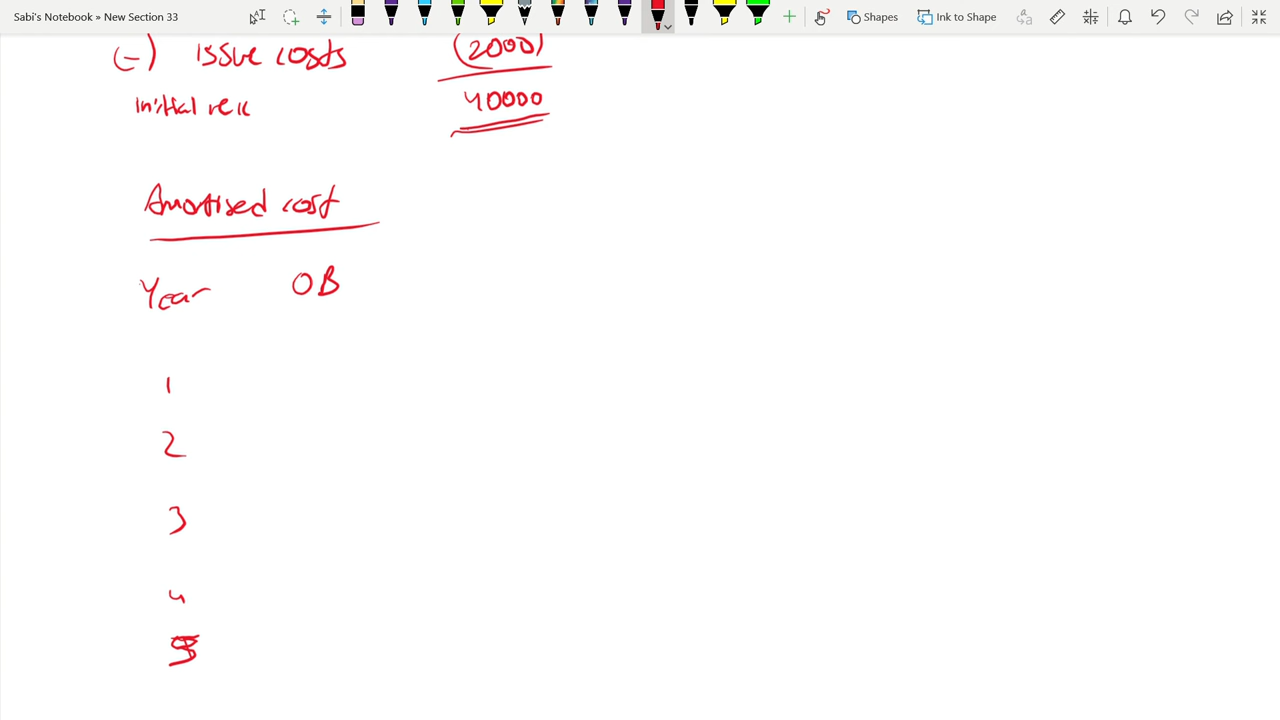 Sabi's Notebook » New Section 33
Shapes
Ink to Shape
(-) issue costs (2000)
initial rec 40000
Amortised cost
Year OB
1
2
3
4
5